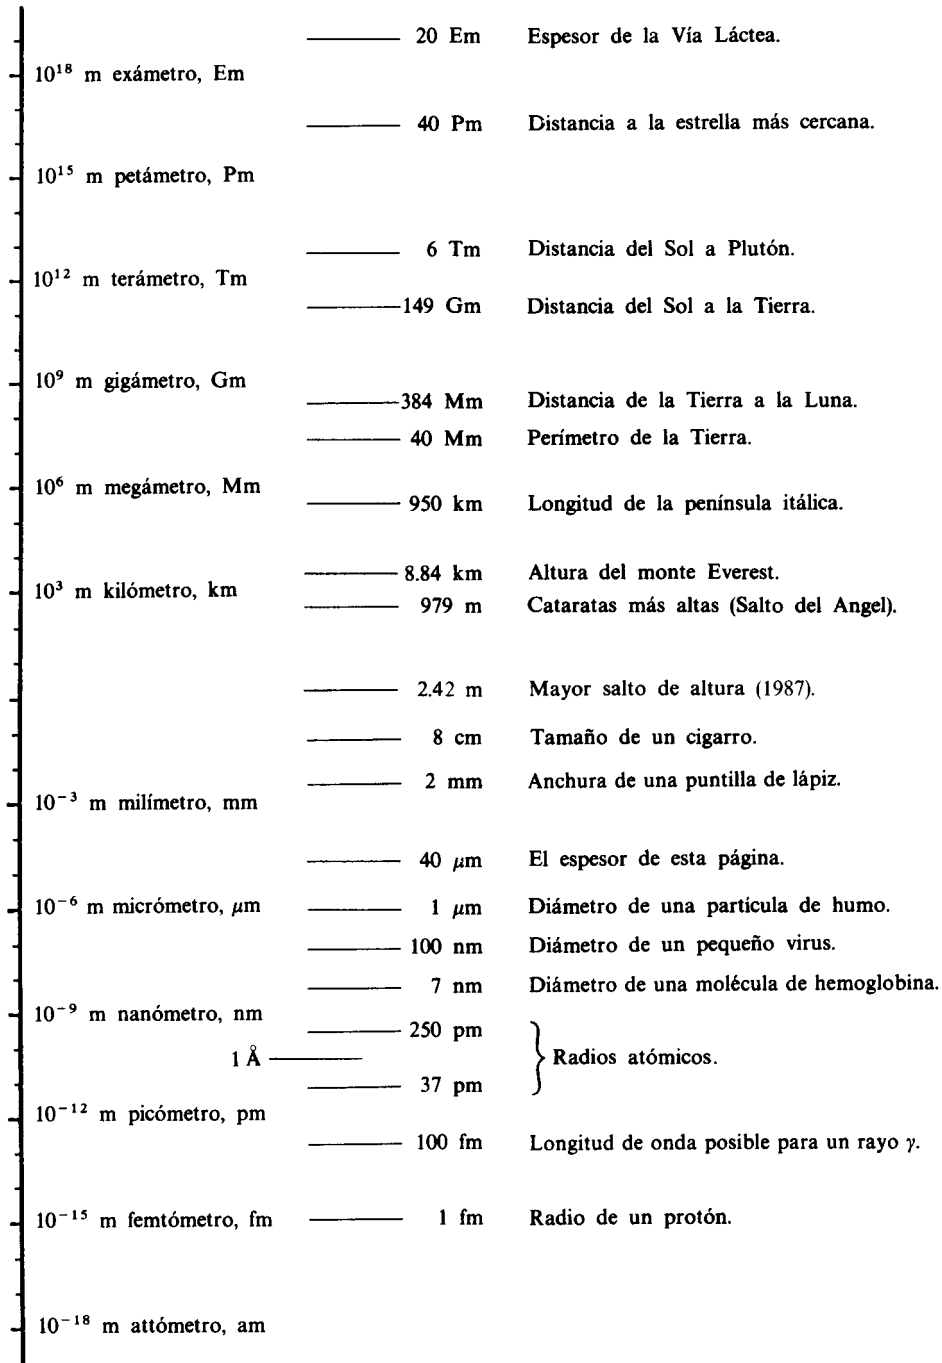 20 Em Espesor de la Vía Láctea.
10¹⁸ m exámetro, Em
40 Pm Distancia a la estrella más cercana.
10¹⁵ m petámetro, Pm
6 Tm Distancia del Sol a Plutón.
10¹² m terámetro, Tm
149 Gm Distancia del Sol a la Tierra.
10⁹ m gigámetro, Gm
384 Mm Distancia de la Tierra a la Luna.
40 Mm Perímetro de la Tierra.
10⁶ m megámetro, Mm
950 km Longitud de la península itálica.
8.84 km Altura del monte Everest.
10³ m kilómetro, km
979 m Cataratas más altas (Salto del Angel).
2.42 m Mayor salto de altura (1987).
8 cm Tamaño de un cigarro.
2 mm Anchura de una puntilla de lápiz.
10⁻³ m milímetro, mm
40 μm El espesor de esta página.
10⁻⁶ m micrómetro, μm 1 μm Diámetro de una partícula de humo.
100 nm Diámetro de un pequeño virus.
7 nm Diámetro de una molécula de hemoglobina.
10⁻⁹ m nanómetro, nm
250 pm
1 Å } Radios atómicos.
37 pm
10⁻¹² m picómetro, pm
100 fm Longitud de onda posible para un rayo γ.
10⁻¹⁵ m femtómetro, fm 1 fm Radio de un protón.
10⁻¹⁸ m attómetro, am